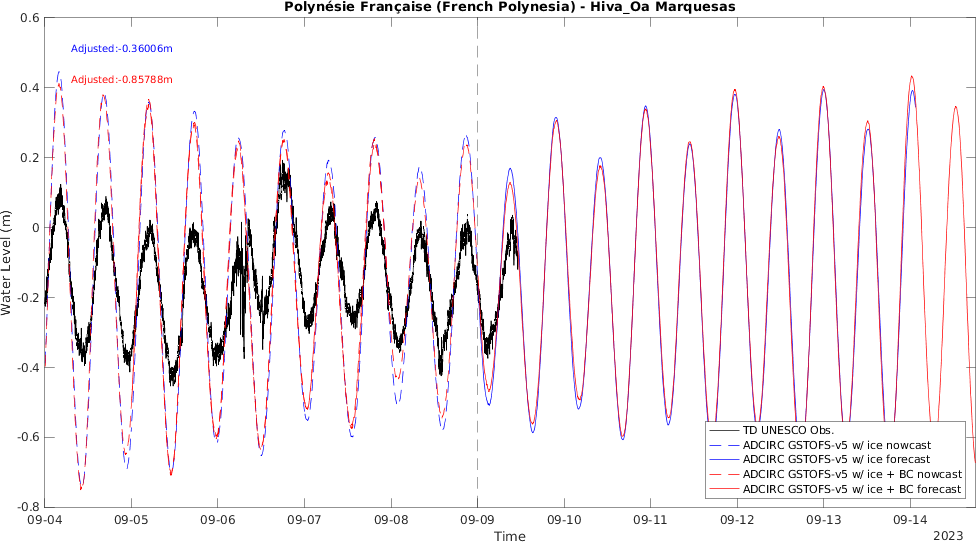 Polynésie Française (French Polynesia) - Hiva_Oa Marquesas
0.6
Adjusted:-0.36006m
Adjusted:-0.85788m
0.4
0.2
0
-0.2
-0.4
-0.6
-0.8
Water Level (m)
TD UNESCO Obs.
ADCIRC GSTOFS-v5 w/ ice nowcast
ADCIRC GSTOFS-v5 w/ ice forecast
ADCIRC GSTOFS-v5 w/ ice + BC nowcast
ADCIRC GSTOFS-v5 w/ ice + BC forecast
09-04 09-05 09-06 09-07 09-08 09-09 09-10 09-11 09-12 09-13 09-14
Time
2023